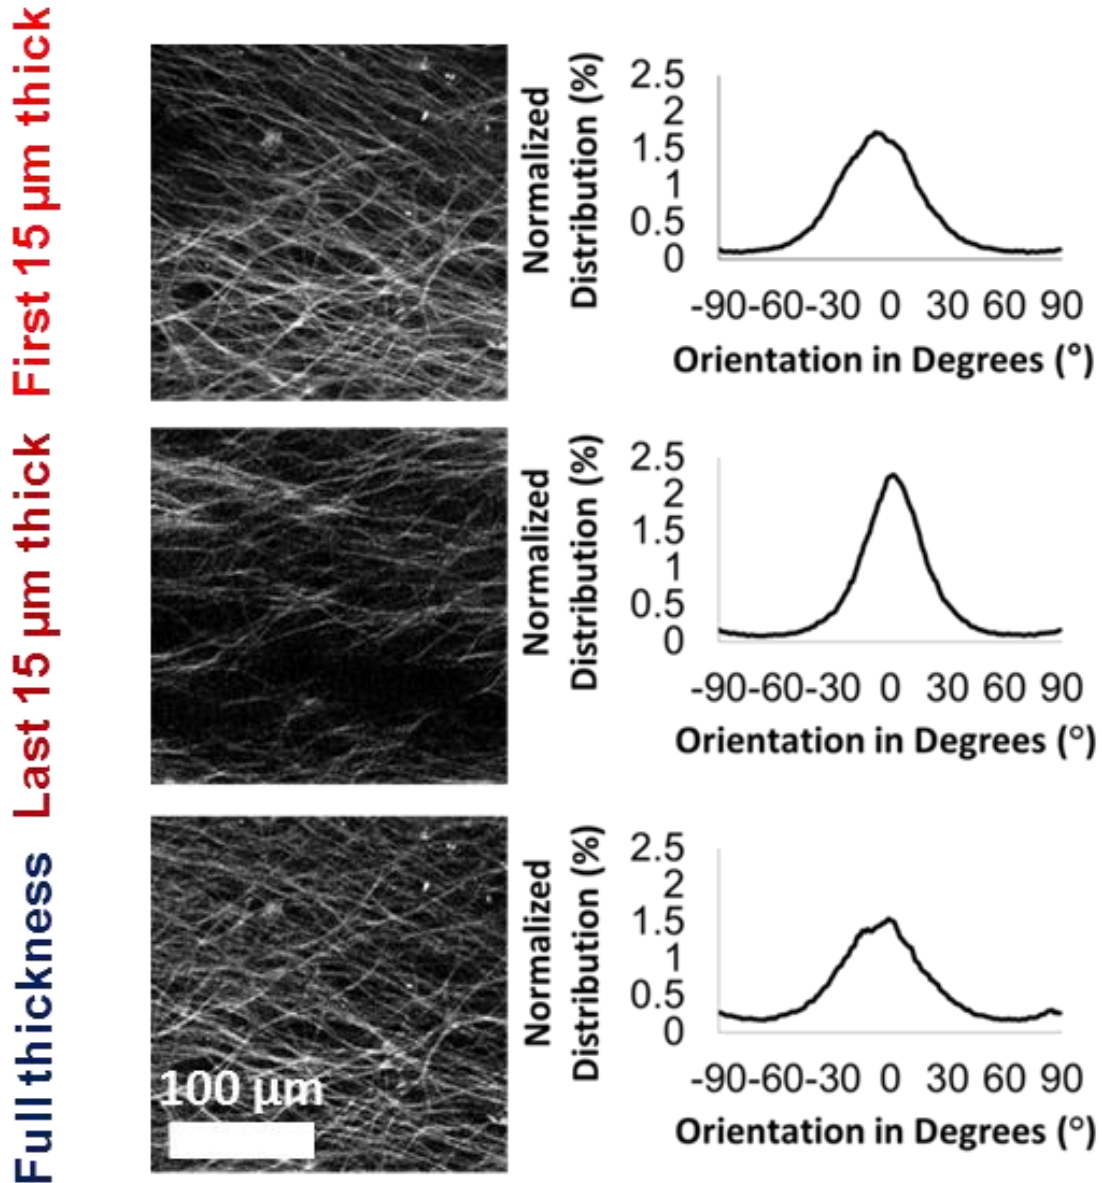 First 15 µm thick
Normalized
Distribution (%)
2.5
2
1.5
1
0.5
0
-90-60-30 0 30 60 90
Orientation in Degrees (°)
Last 15 µm thick
Normalized
Distribution (%)
2.5
2
1.5
1
0.5
0
-90-60-30 0 30 60 90
Orientation in Degrees (°)
Full thickness
100 µm
Normalized
Distribution (%)
2.5
2
1.5
1
0.5
0
-90-60-30 0 30 60 90
Orientation in Degrees (°)